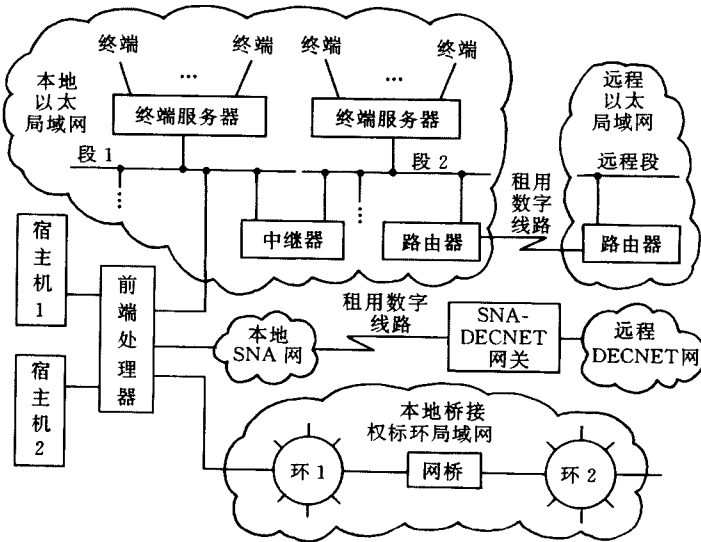 终端
终端
终端
终端
本地
以太
局域网
终端服务器
终端服务器
段 1
段 2
中继器
路由器
租用
数字
线路
远程
以太
局域网
远程段
路由器
宿主机1
宿主机2
前端处理器
租用数字
线路
本地
SNA 网
SNA-
DECNET
网关
远程
DECNET网
本地桥接
权标环局域网
环 1
网桥
环 2